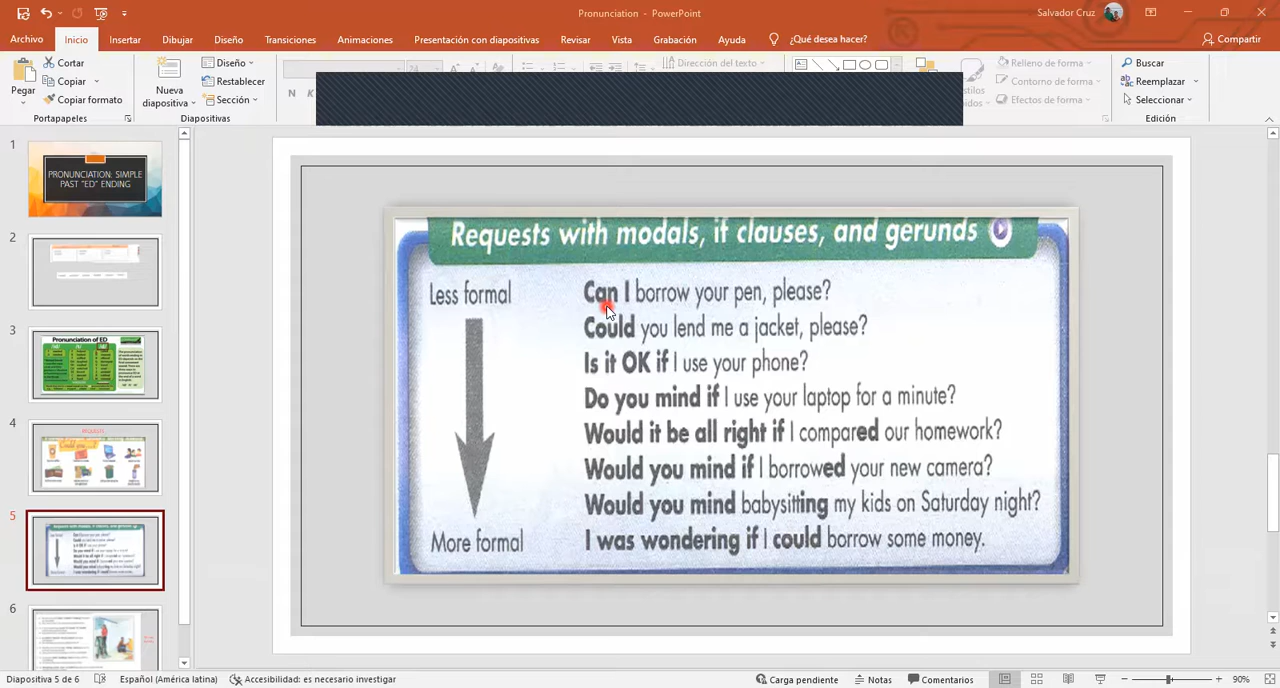 Pronunciation - PowerPoint
Salvador Cruz
Archivo Inicio Insertar Dibujar Diseño Transiciones Animaciones Presentación con diapositivas Revisar Vista Grabación Ayuda ¿Qué desea hacer? Compartir
Pegar
Cortar
Copiar
Copiar formato
Portapapeles
Nueva
diapositiva
Diseño
Restablecer
Sección
Diapositivas
N K
Dirección del texto
Relleno de forma
Contorno de forma
Efectos de forma
Buscar
Reemplazar
Seleccionar
Edición
1
PRONUNCIATION: SIMPLE
PAST "ED" ENDING
2
3
Pronunciation of ED
4
REQUESTS
5
6
Requests with modals, if clauses, and gerunds
Less formal
Can I borrow your pen, please?
Could you lend me a jacket, please?
Is it OK if I use your phone?
Do you mind if I use your laptop for a minute?
Would it be all right if I compared our homework?
Would you mind if I borrowed your new camera?
Would you mind babysitting my kids on Saturday night?
More formal
I was wondering if I could borrow some money.
Diapositiva 5 de 6 Español (América latina) Accesibilidad: es necesario investigar Carga pendiente Notas Comentarios 90%